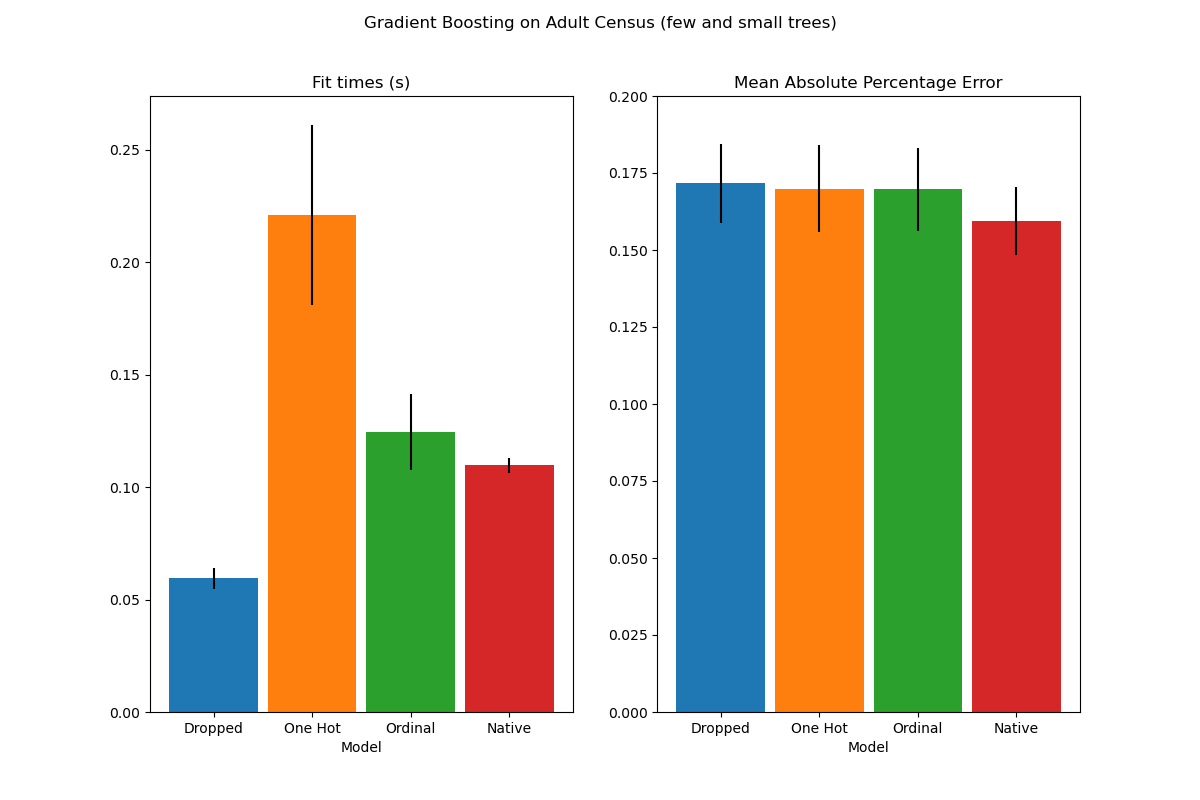 Gradient Boosting on Adult Census (few and small trees)
Fit times (s)
0.25
0.20
0.15
0.10
0.05
0.00
Dropped One Hot Ordinal Native
Model
Mean Absolute Percentage Error
0.200
0.175
0.150
0.125
0.100
0.075
0.050
0.025
0.000
Dropped One Hot Ordinal Native
Model